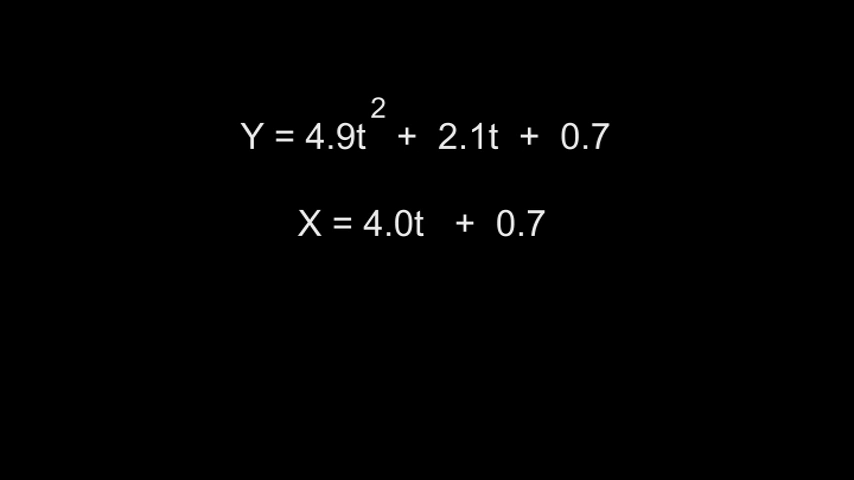 Y = 4.9t² + 2.1t + 0.7
X = 4.0t + 0.7